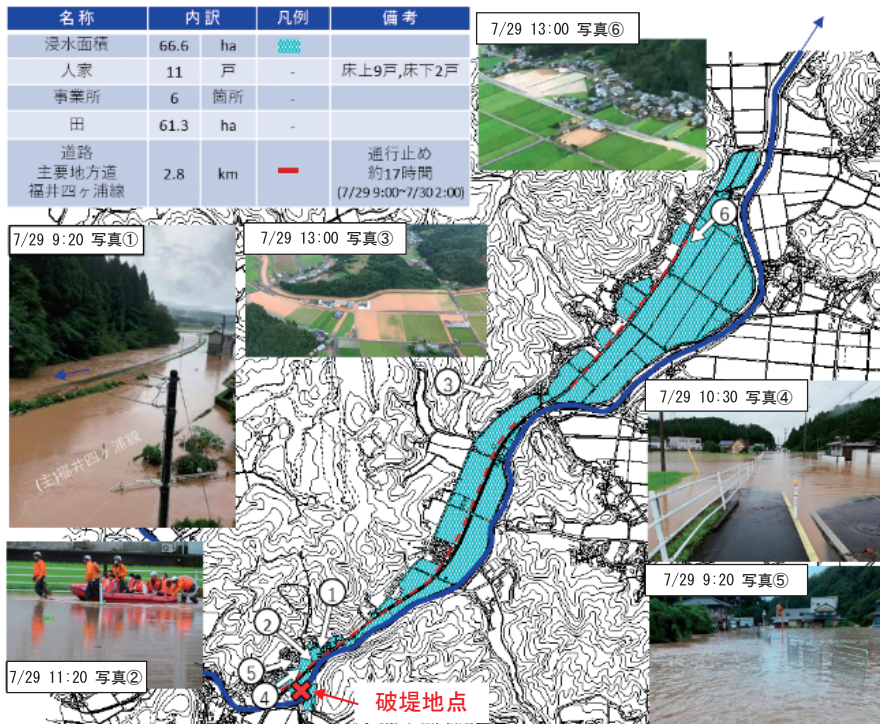 名称 内訳 凡例 備考
浸水面積 66.6 ha
人家 11 戸 - 床上9戸,床下2戸
事業所 6 箇所 -
田 61.3 ha -
道路
主要地方道
福井四ヶ浦線
2.8 km
通行止め
約17時間
(7/29 9:00~7/30 2:00)
7/29 13:00 写真⑥
7/29 9:20 写真①
(主)福井四ヶ浦線
7/29 13:00 写真③
⑥
③
7/29 10:30 写真④
7/29 11:20 写真②
①
②
⑤
④
破堤地点
7/29 9:20 写真⑤